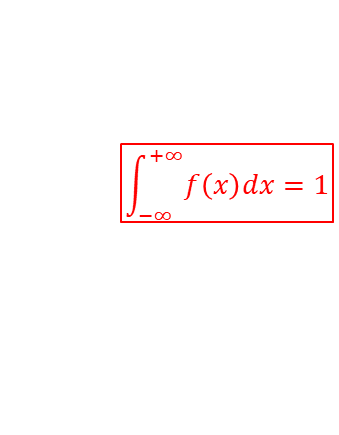 ∫_{-∞}^{+∞} f(x)dx = 1